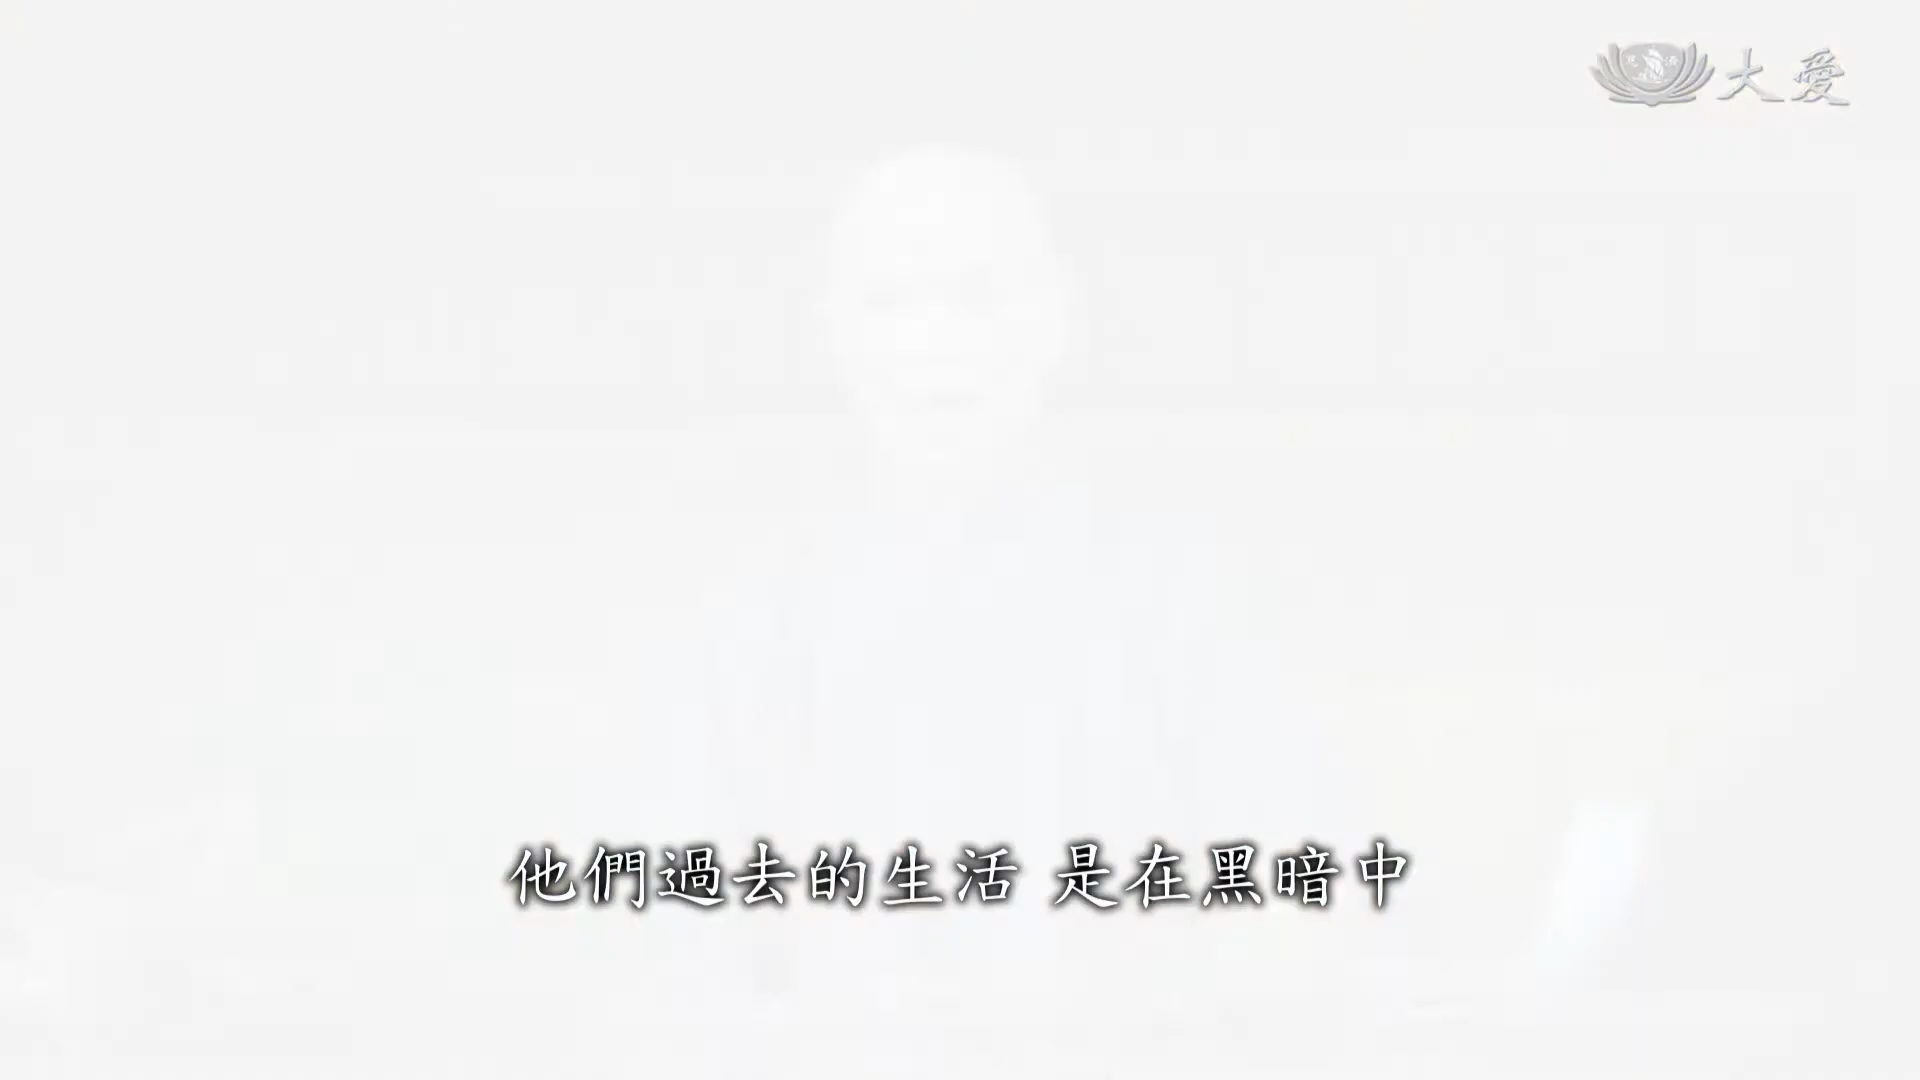 大愛
他們過去的生活 是在黑暗中